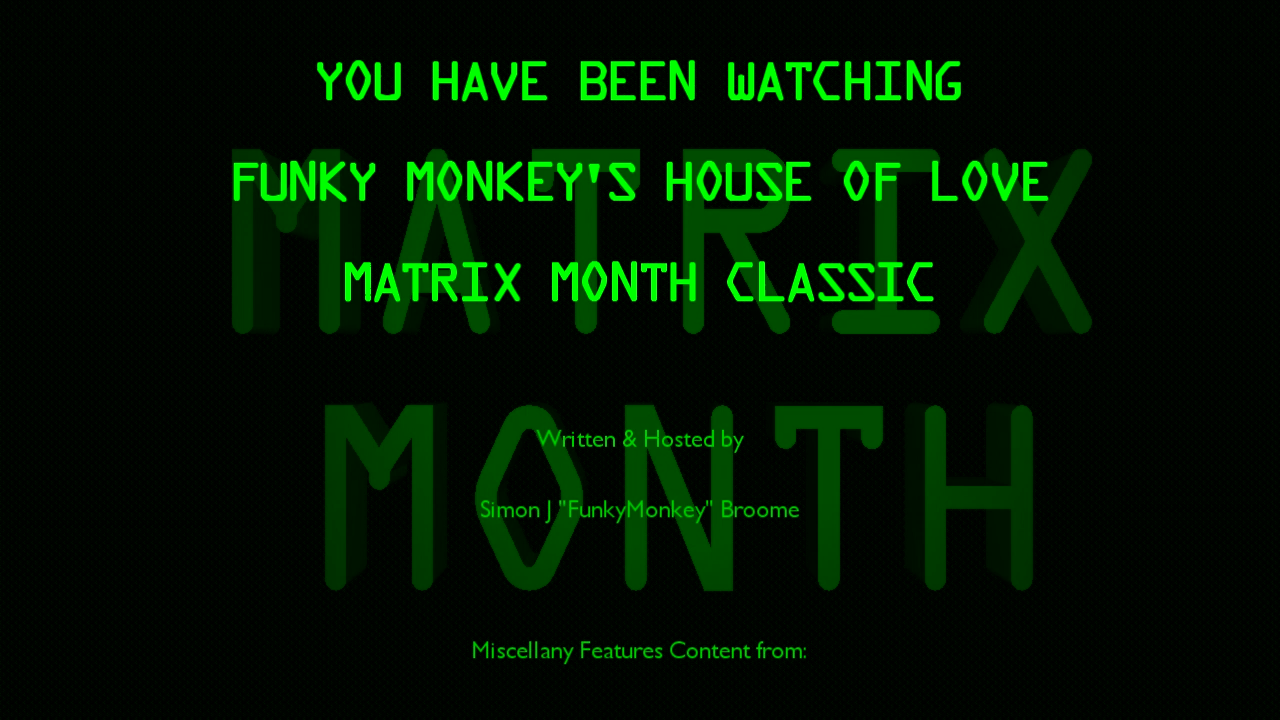 YOU HAVE BEEN WATCHING
FUNKY MONKEY'S HOUSE OF LOVE
MATRIX MONTH CLASSIC
MATRIX
MONTH
Written & Hosted by
Simon J "FunkyMonkey" Broome
Miscellany Features Content from: